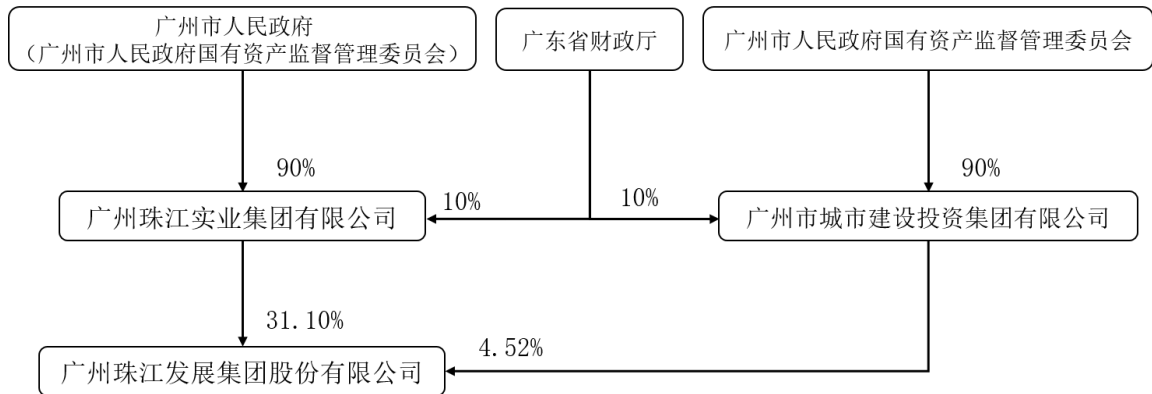 广州市人民政府
（广州市人民政府国有资产监督管理委员会）
广东省财政厅
广州市人民政府国有资产监督管理委员会
90%
90%
广州珠江实业集团有限公司
10%
10%
广州市城市建设投资集团有限公司
31.10%
4.52%
广州珠江发展集团股份有限公司